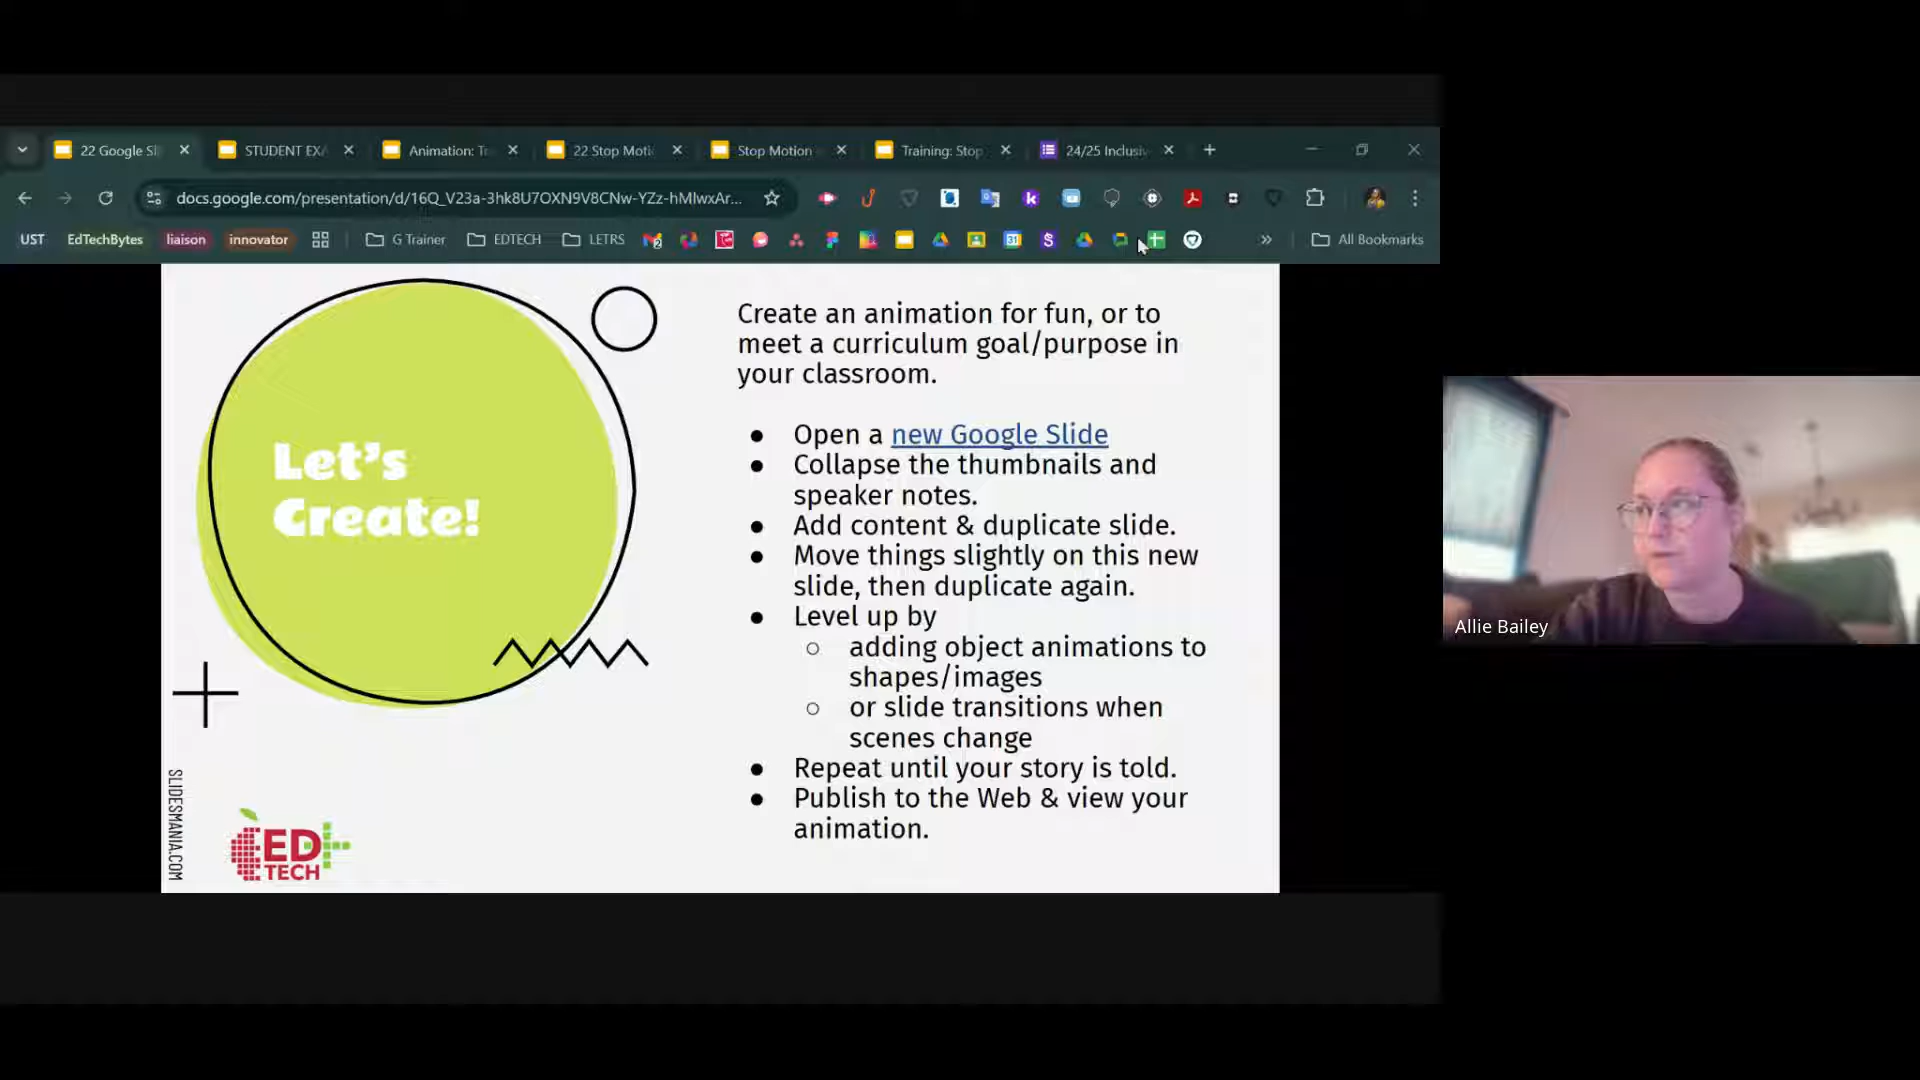 22 Google Sl
STUDENT EXA
Animation: Tr
22 Stop Moti
Stop Motion
Training: Stop
24/25 Inclusiv
docs.google.com/presentation/d/16Q_V23a-3hk8U7OXN9V8CNw-YZz-hMlwxAr...
UST
EdTechBytes
liaison
innovator
G Trainer
EDTECH
LETRS
All Bookmarks
Let's
Create!
Create an animation for fun, or to
meet a curriculum goal/purpose in
your classroom.
● Open a new Google Slide
● Collapse the thumbnails and
speaker notes.
● Add content & duplicate slide.
● Move things slightly on this new
slide, then duplicate again.
● Level up by
○ adding object animations to
shapes/images
○ or slide transitions when
scenes change
● Repeat until your story is told.
● Publish to the Web & view your
animation.
SLIDESMANIA.COM
ED
TECH
Allie Bailey